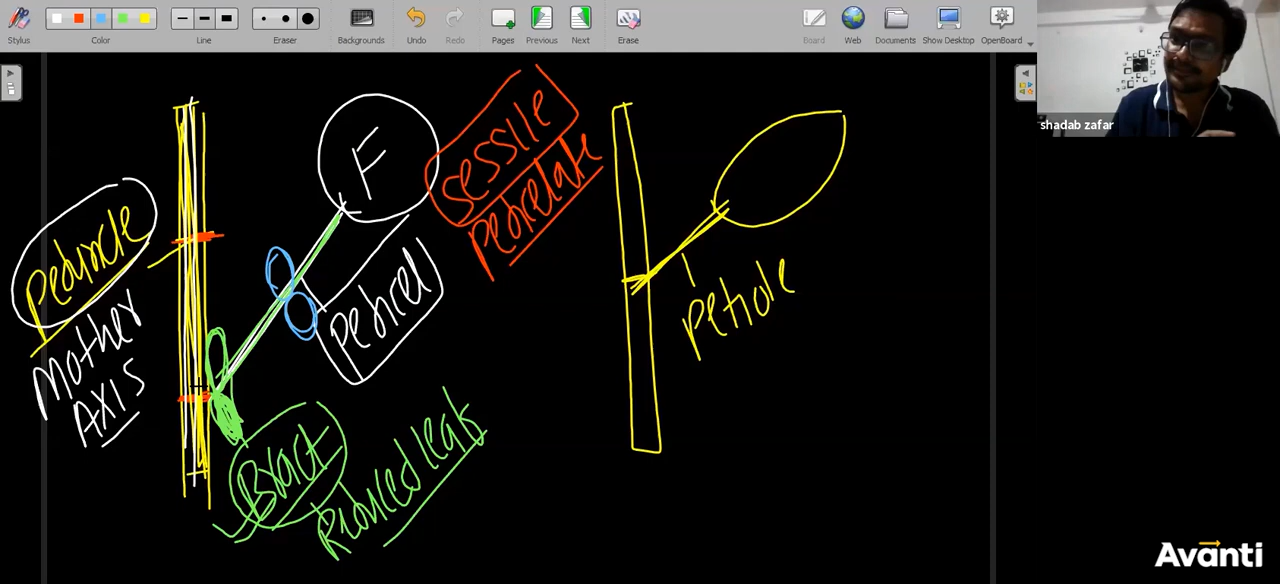 Stylus
Color
Line
Eraser
Backgrounds
Undo
Redo
Pages
Previous
Next
Erase
Board
Web
Documents
Show Desktop
OpenBoard
shadab zafar
Peduncle
Mother
AXIS
F
Sessile
Pedicelate
Pedicel
Bract
Reduced leaf
Petiole
Avanti